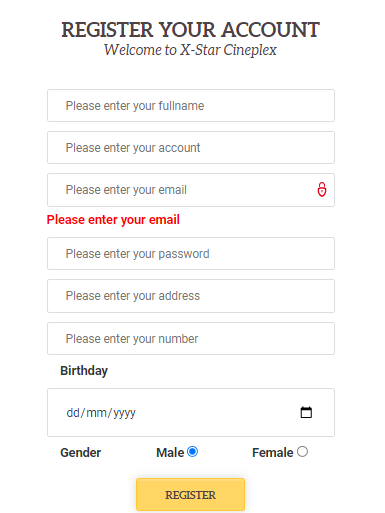 REGISTER YOUR ACCOUNT
Welcome to X-Star Cineplex
Please enter your fullname
Please enter your account
Please enter your email
Please enter your email
Please enter your password
Please enter your address
Please enter your number
Birthday
dd/mm/yyyy
Gender Male Female
REGISTER